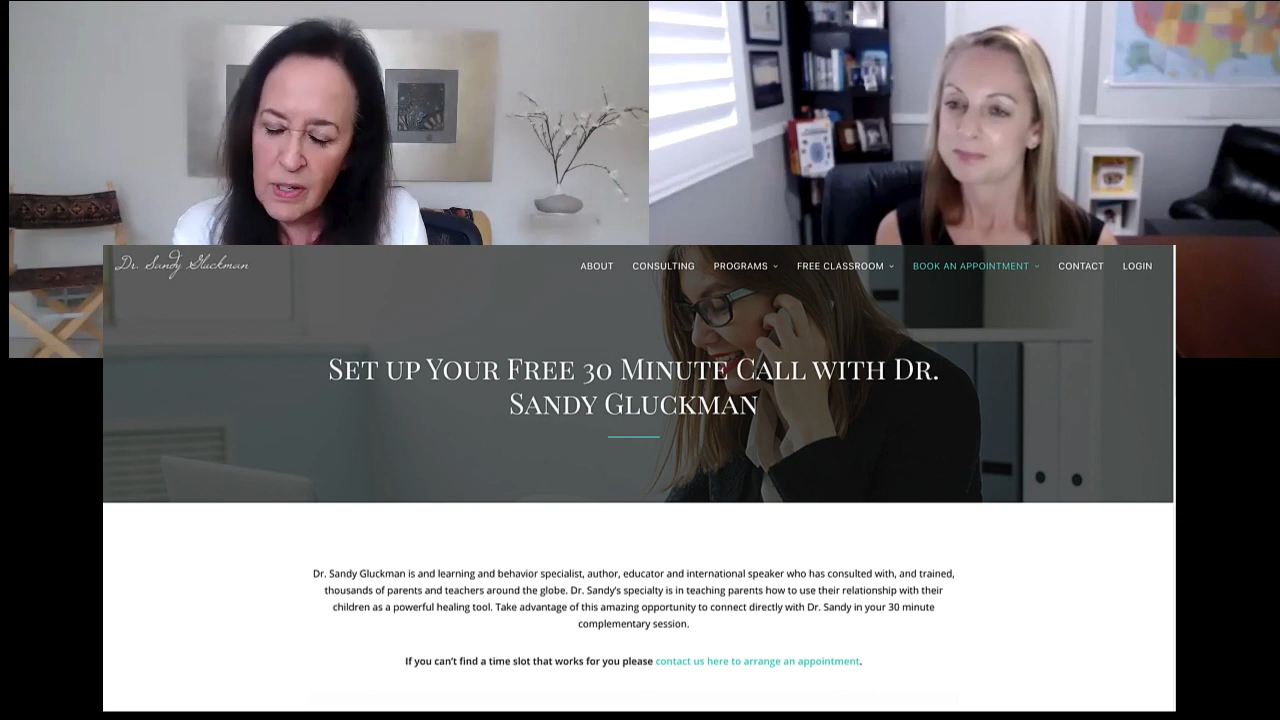 Dr. Sandy Gluckman
ABOUT CONSULTING PROGRAMS FREE CLASSROOM BOOK AN APPOINTMENT CONTACT LOGIN
SET UP YOUR FREE 30 MINUTE CALL WITH DR.
SANDY GLUCKMAN
Dr. Sandy Gluckman is and learning and behavior specialist, author, educator and international speaker who has consulted with, and trained,
thousands of parents and teachers around the globe. Dr. Sandy's specialty is in teaching parents how to use their relationship with their
children as a powerful healing tool. Take advantage of this amazing opportunity to connect directly with Dr. Sandy in your 30 minute
complementary session.
If you can't find a time slot that works for you please contact us here to arrange an appointment.